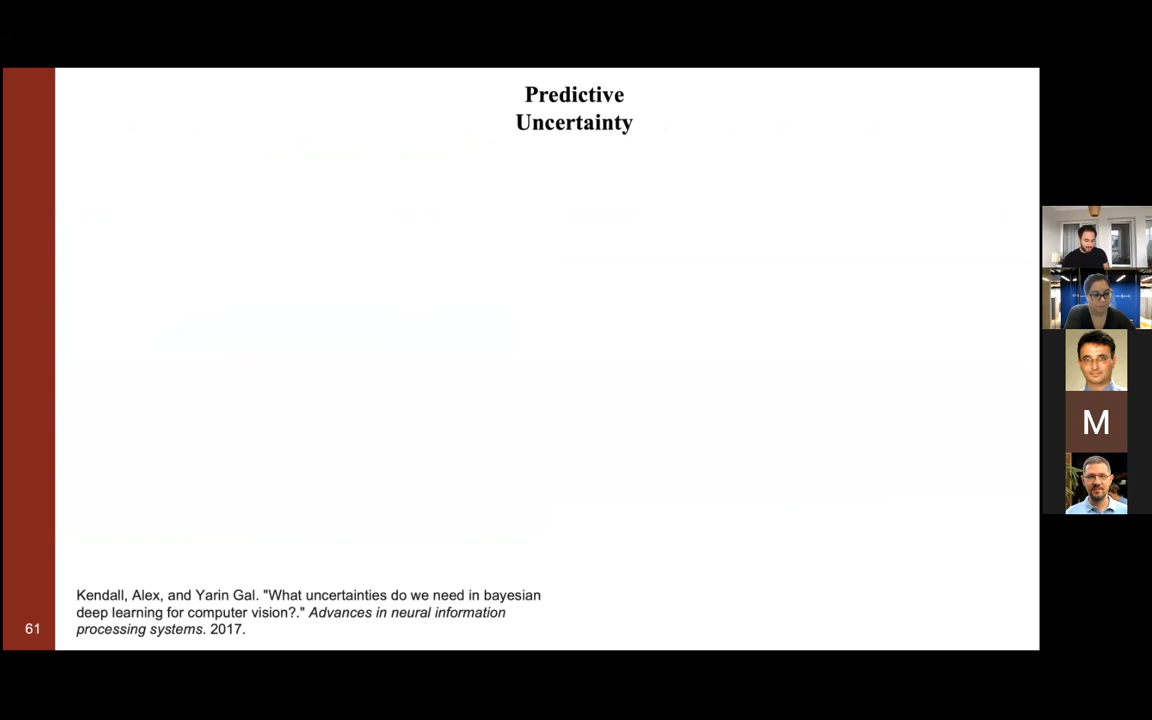 Predictive
Uncertainty
Kendall, Alex, and Yarin Gal. "What uncertainties do we need in bayesian
deep learning for computer vision?." Advances in neural information
processing systems. 2017.
61
M